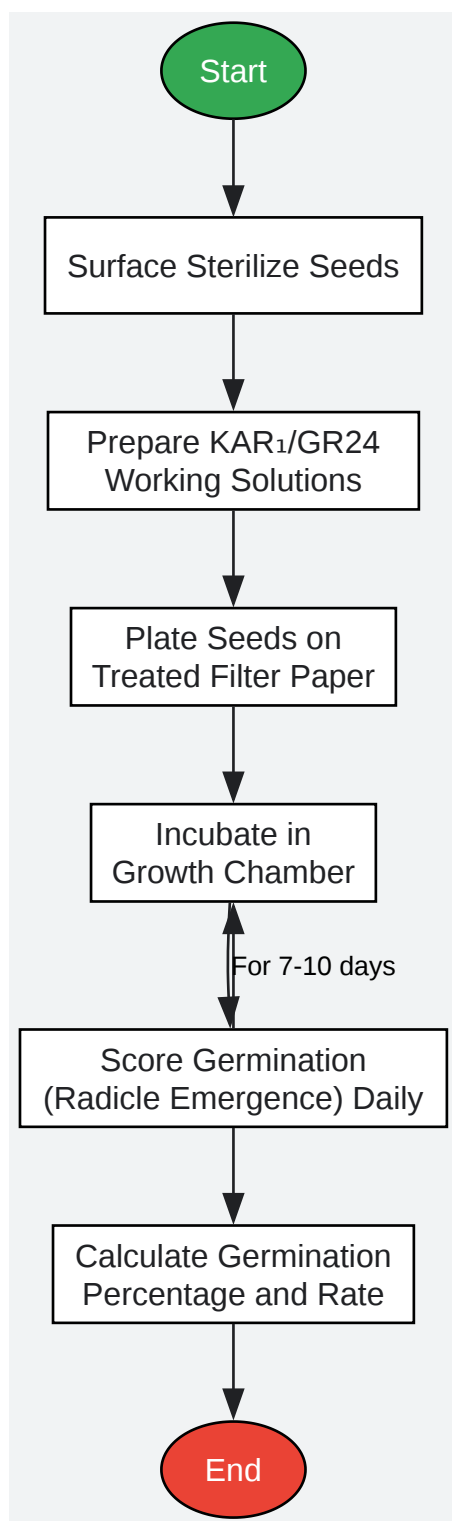 Start
Surface Sterilize Seeds
Prepare KAR₁/GR24
Working Solutions
Plate Seeds on
Treated Filter Paper
Incubate in
Growth Chamber
For 7-10 days
Score Germination
(Radicle Emergence) Daily
Calculate Germination
Percentage and Rate
End